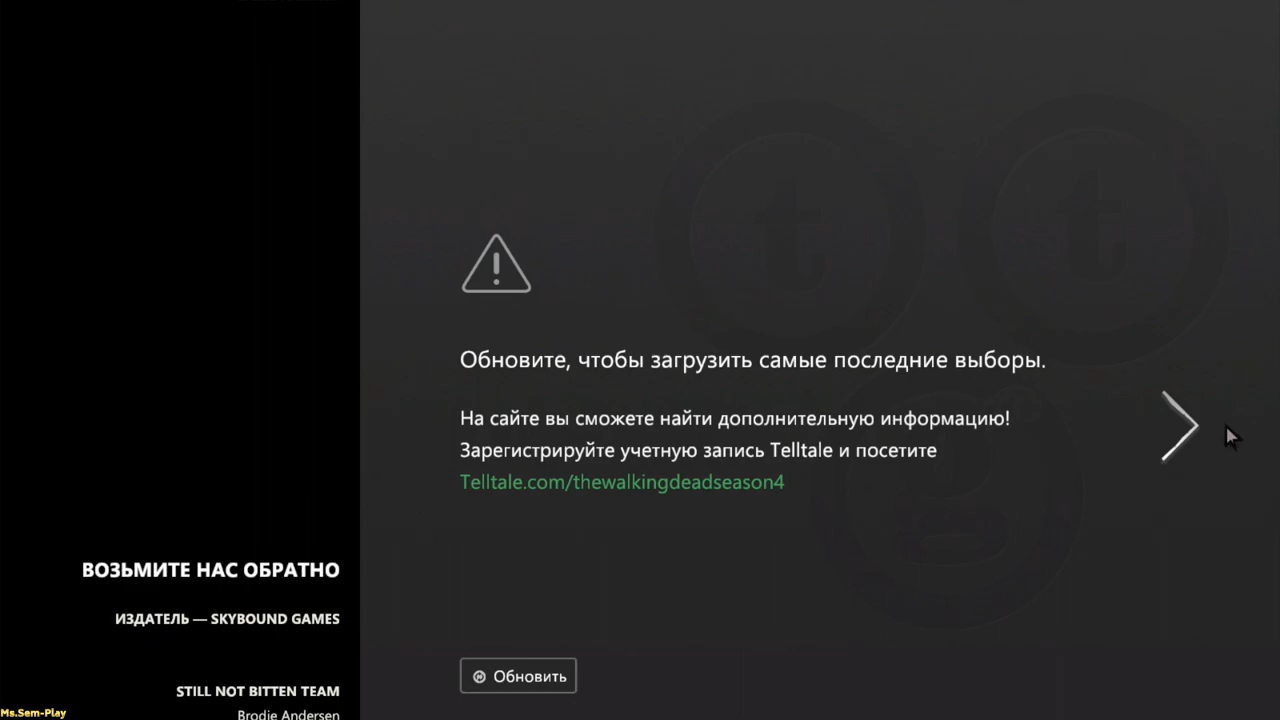 ВОЗЬМИТЕ НАС ОБРАТНО
ИЗДАТЕЛЬ — SKYBOUND GAMES
STILL NOT BITTEN TEAM
Brodie Andersen
Ms.Sem-Play
Обновите, чтобы загрузить самые последние выборы.
На сайте вы сможете найти дополнительную информацию!
Зарегистрируйте учетную запись Telltale и посетите
Telltale.com/thewalkingdeadseason4
Обновить